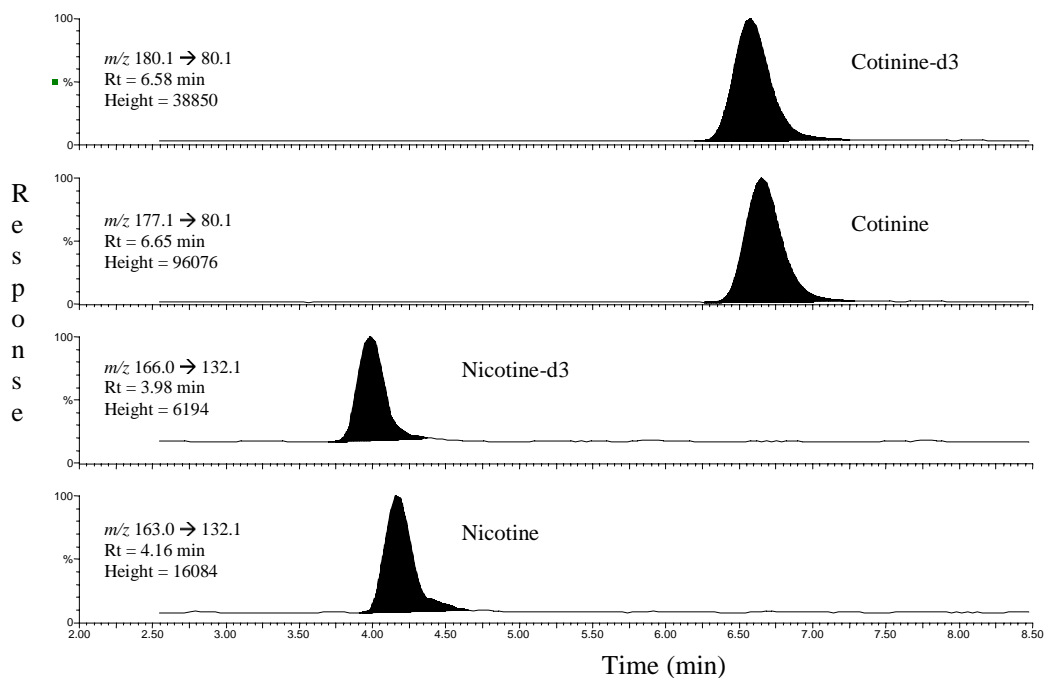 100
%
0
m/z 180.1 → 80.1
Rt = 6.58 min
Height = 38850
Cotinine-d3
100
%
0
m/z 177.1 → 80.1
Rt = 6.65 min
Height = 96076
Cotinine
Response
100
%
0
m/z 166.0 → 132.1
Rt = 3.98 min
Height = 6194
Nicotine-d3
100
%
0
m/z 163.0 → 132.1
Rt = 4.16 min
Height = 16084
Nicotine
2.00 2.50 3.00 3.50 4.00 4.50 5.00 5.50 6.00 6.50 7.00 7.50 8.00 8.50
Time (min)